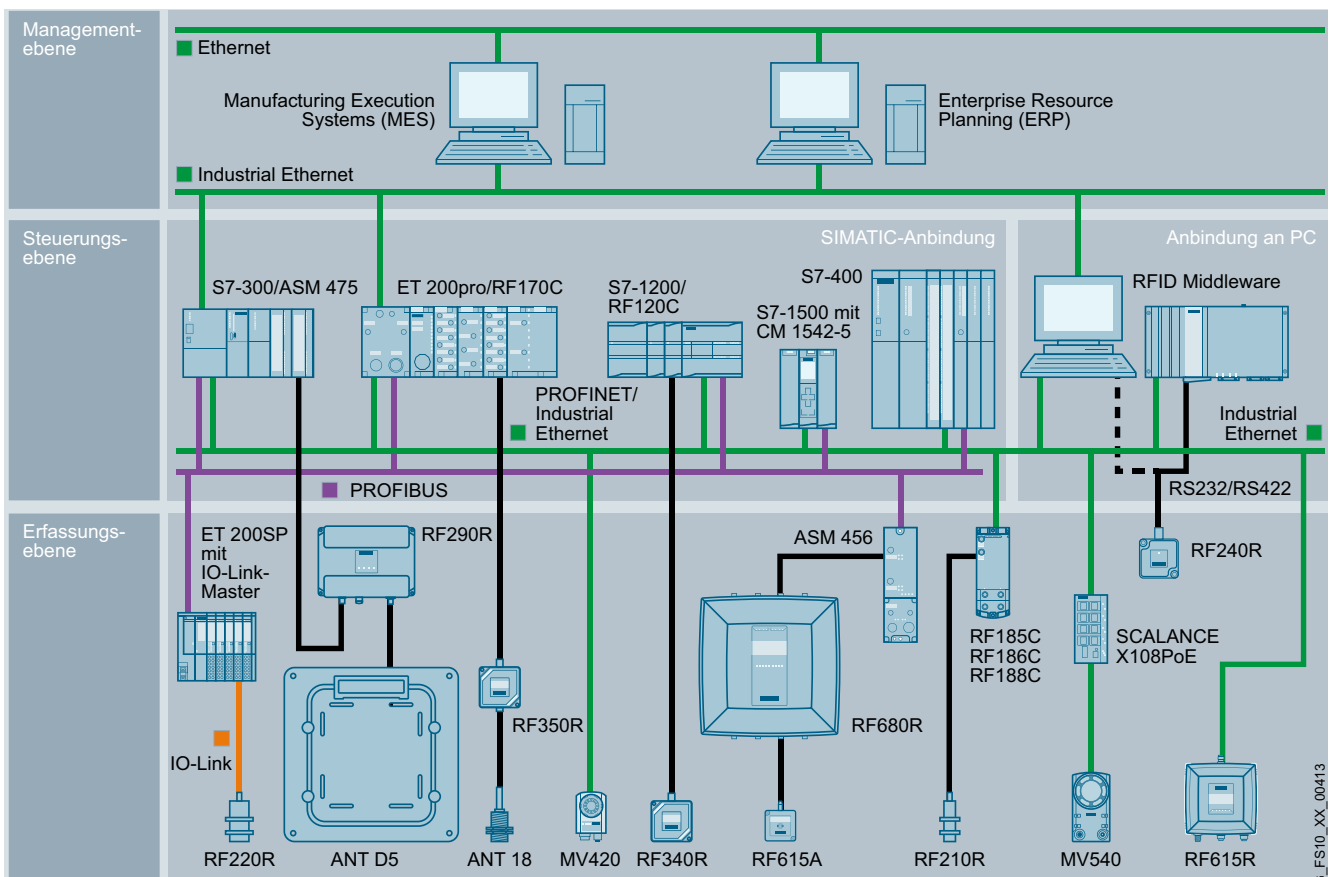 Management-
ebene
Ethernet
Manufacturing Execution
Systems (MES)
Enterprise Resource
Planning (ERP)
Industrial Ethernet
Steuerungs-
ebene
SIMATIC-Anbindung
Anbindung an PC
S7-300/ASM 475
ET 200pro/RF170C
S7-1200/
RF120C
S7-1500 mit
CM 1542-5
S7-400
RFID Middleware
PROFINET/
Industrial
Ethernet
Industrial
Ethernet
PROFIBUS
RS232/RS422
Erfassungs-
ebene
ET 200SP
mit
IO-Link-
Master
RF290R
ASM 456
RF240R
RF185C
RF186C
RF188C
SCALANCE
X108PoE
RF350R
RF680R
IO-Link
RF220R
ANT D5
ANT 18
MV420
RF340R
RF615A
RF210R
MV540
RF615R
_FS10_XX_00413